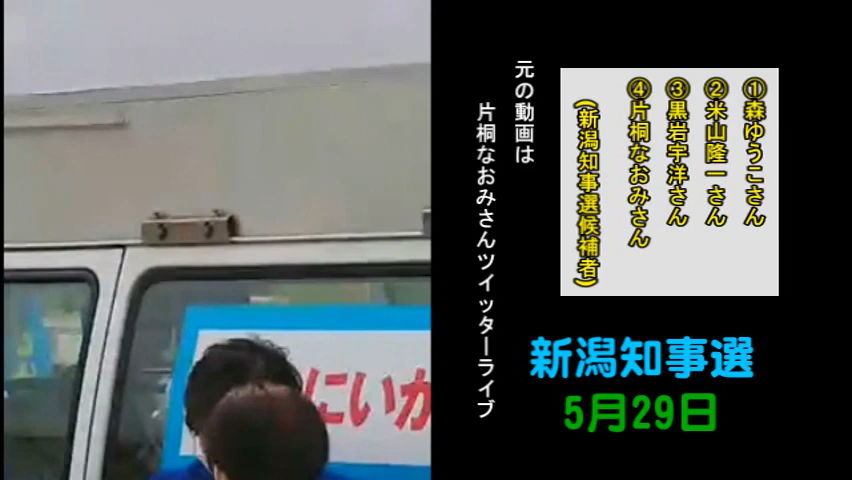 ①森ゆうこさん
②米山隆一さん
③黒岩宇洋さん
④片桐なおみさん
(新潟知事選候補者)
元の動画は
片桐なおみさんツイッターライブ
新潟知事選
5月29日
にいが